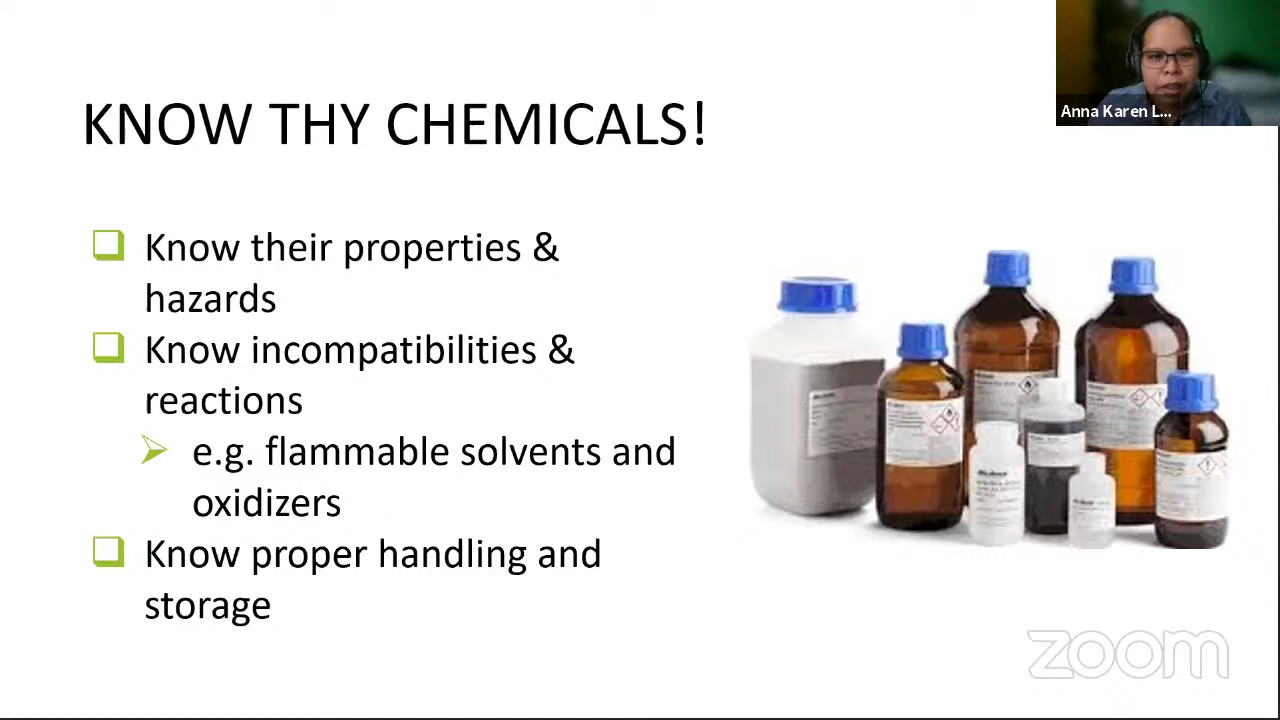 Anna Karen L...
KNOW THY CHEMICALS!
Know their properties &
hazards
Know incompatibilities &
reactions
e.g. flammable solvents and
oxidizers
Know proper handling and
storage
zoom